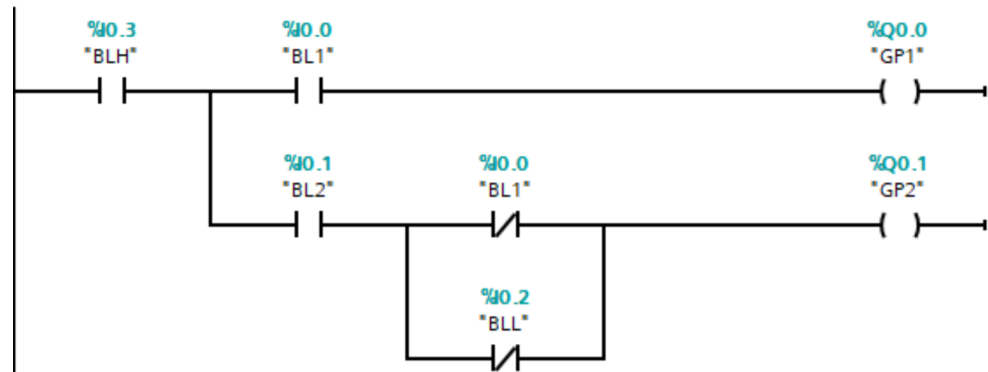 %I0.3 %I0.0 %Q0.0
"BLH" "BL1" "GP1"
%I0.1 %I0.0 %Q0.1
"BL2" "BL1" "GP2"
%I0.2
"BLL"